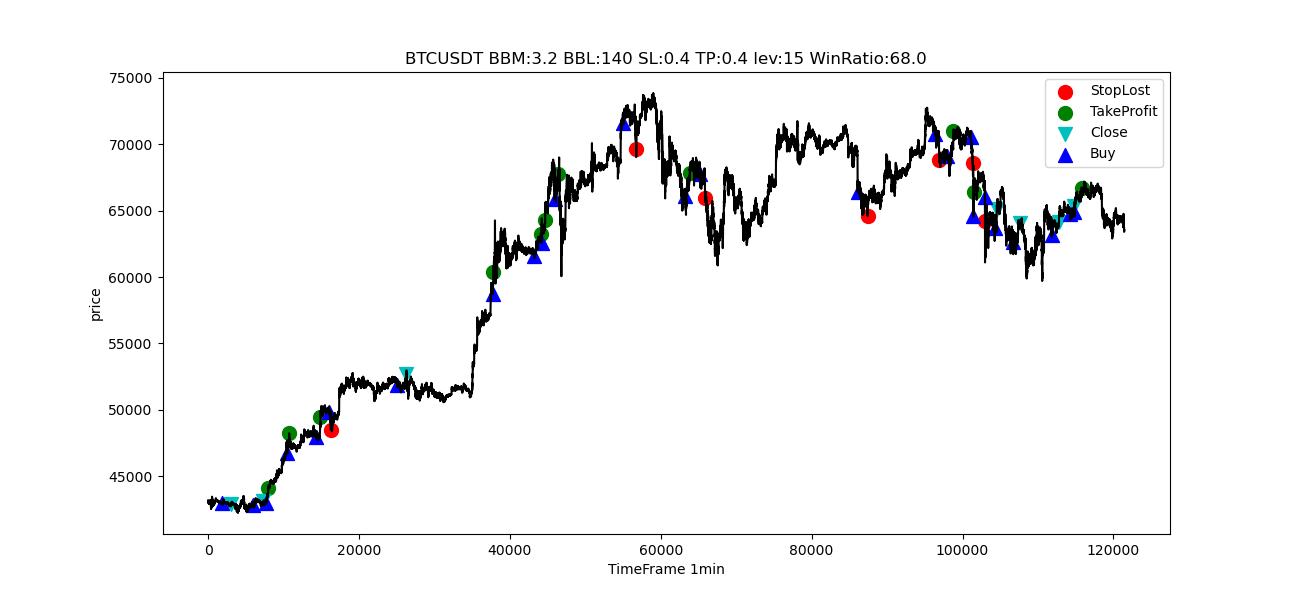 BTCUSDT BBM:3.2 BBL:140 SL:0.4 TP:0.4 lev:15 WinRatio:68.0
75000
70000
65000
60000
55000
50000
45000
price
StopLost
TakeProfit
Close
Buy
0 20000 40000 60000 80000 100000 120000
TimeFrame 1min